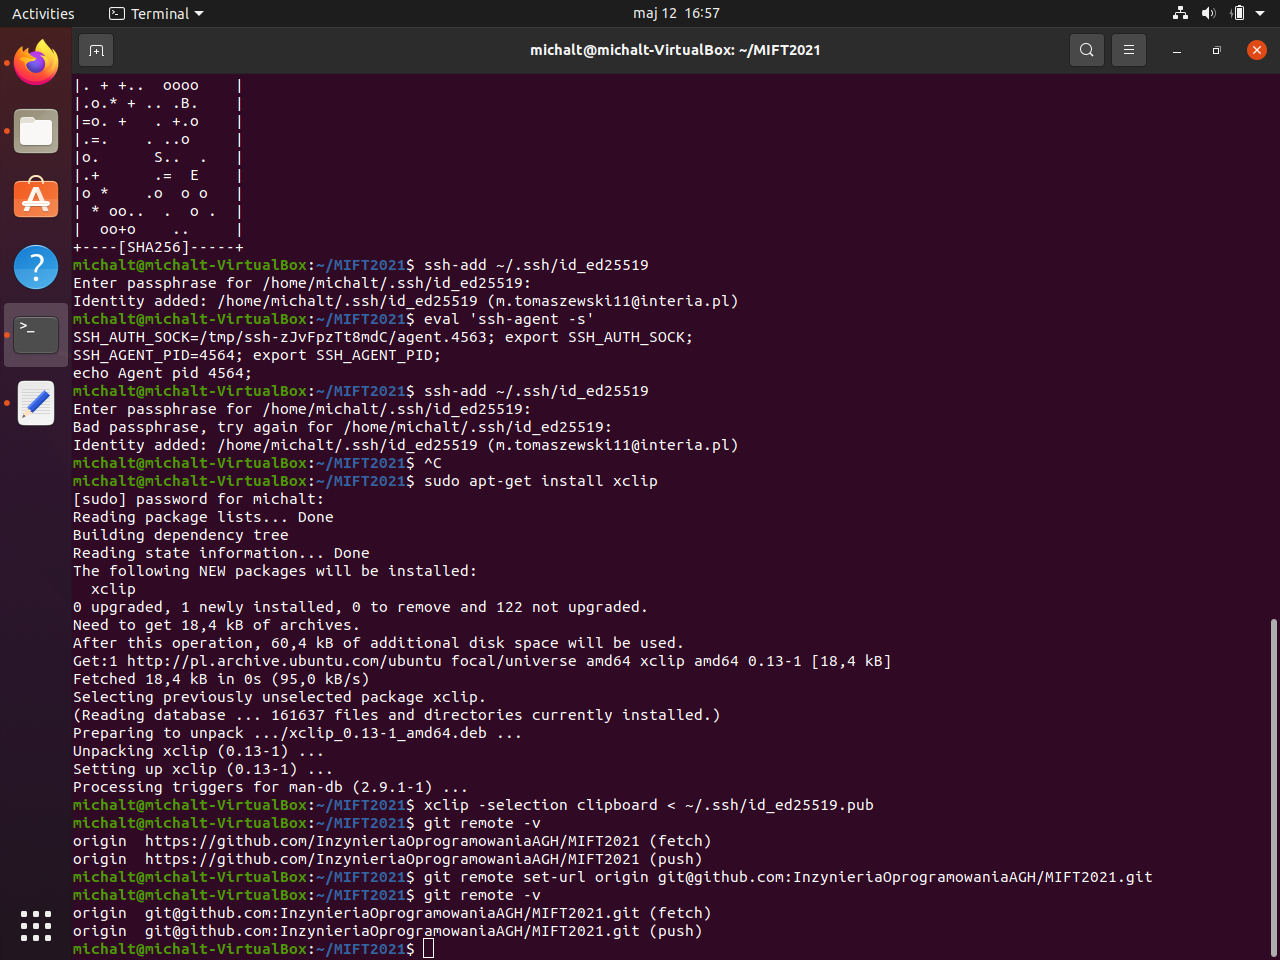 Activities
Terminal
maj 12 16:57
michalt@michalt-VirtualBox: ~/MIFT2021
|. + +..  oooo    |
|.o.* + .. .B.    |
|=o. +   . +.o    |
|.=.    . ..o     |
|o.      S..  .   |
|.+      .=  E    |
|o *    .o  o o   |
| * oo..  .  o .  |
|  oo+o    ..     |
+----[SHA256]-----+
michalt@michalt-VirtualBox:~/MIFT2021$ ssh-add ~/.ssh/id_ed25519
Enter passphrase for /home/michalt/.ssh/id_ed25519:
Identity added: /home/michalt/.ssh/id_ed25519 (m.tomaszewski11@interia.pl)
michalt@michalt-VirtualBox:~/MIFT2021$ eval 'ssh-agent -s'
SSH_AUTH_SOCK=/tmp/ssh-zJvFpzTt8mdC/agent.4563; export SSH_AUTH_SOCK;
SSH_AGENT_PID=4564; export SSH_AGENT_PID;
echo Agent pid 4564;
michalt@michalt-VirtualBox:~/MIFT2021$ ssh-add ~/.ssh/id_ed25519
Enter passphrase for /home/michalt/.ssh/id_ed25519:
Bad passphrase, try again for /home/michalt/.ssh/id_ed25519:
Identity added: /home/michalt/.ssh/id_ed25519 (m.tomaszewski11@interia.pl)
michalt@michalt-VirtualBox:~/MIFT2021$ ^C
michalt@michalt-VirtualBox:~/MIFT2021$ sudo apt-get install xclip
[sudo] password for michalt:
Reading package lists... Done
Building dependency tree
Reading state information... Done
The following NEW packages will be installed:
  xclip
0 upgraded, 1 newly installed, 0 to remove and 122 not upgraded.
Need to get 18,4 kB of archives.
After this operation, 60,4 kB of additional disk space will be used.
Get:1 http://pl.archive.ubuntu.com/ubuntu focal/universe amd64 xclip amd64 0.13-1 [18,4 kB]
Fetched 18,4 kB in 0s (95,0 kB/s)
Selecting previously unselected package xclip.
(Reading database ... 161637 files and directories currently installed.)
Preparing to unpack .../xclip_0.13-1_amd64.deb ...
Unpacking xclip (0.13-1) ...
Setting up xclip (0.13-1) ...
Processing triggers for man-db (2.9.1-1) ...
michalt@michalt-VirtualBox:~/MIFT2021$ xclip -selection clipboard < ~/.ssh/id_ed25519.pub
michalt@michalt-VirtualBox:~/MIFT2021$ git remote -v
origin  https://github.com/InzynieriaOprogramowaniaAGH/MIFT2021 (fetch)
origin  https://github.com/InzynieriaOprogramowaniaAGH/MIFT2021 (push)
michalt@michalt-VirtualBox:~/MIFT2021$ git remote set-url origin git@github.com:InzynieriaOprogramowaniaAGH/MIFT2021.git
michalt@michalt-VirtualBox:~/MIFT2021$ git remote -v
origin  git@github.com:InzynieriaOprogramowaniaAGH/MIFT2021.git (fetch)
origin  git@github.com:InzynieriaOprogramowaniaAGH/MIFT2021.git (push)
michalt@michalt-VirtualBox:~/MIFT2021$